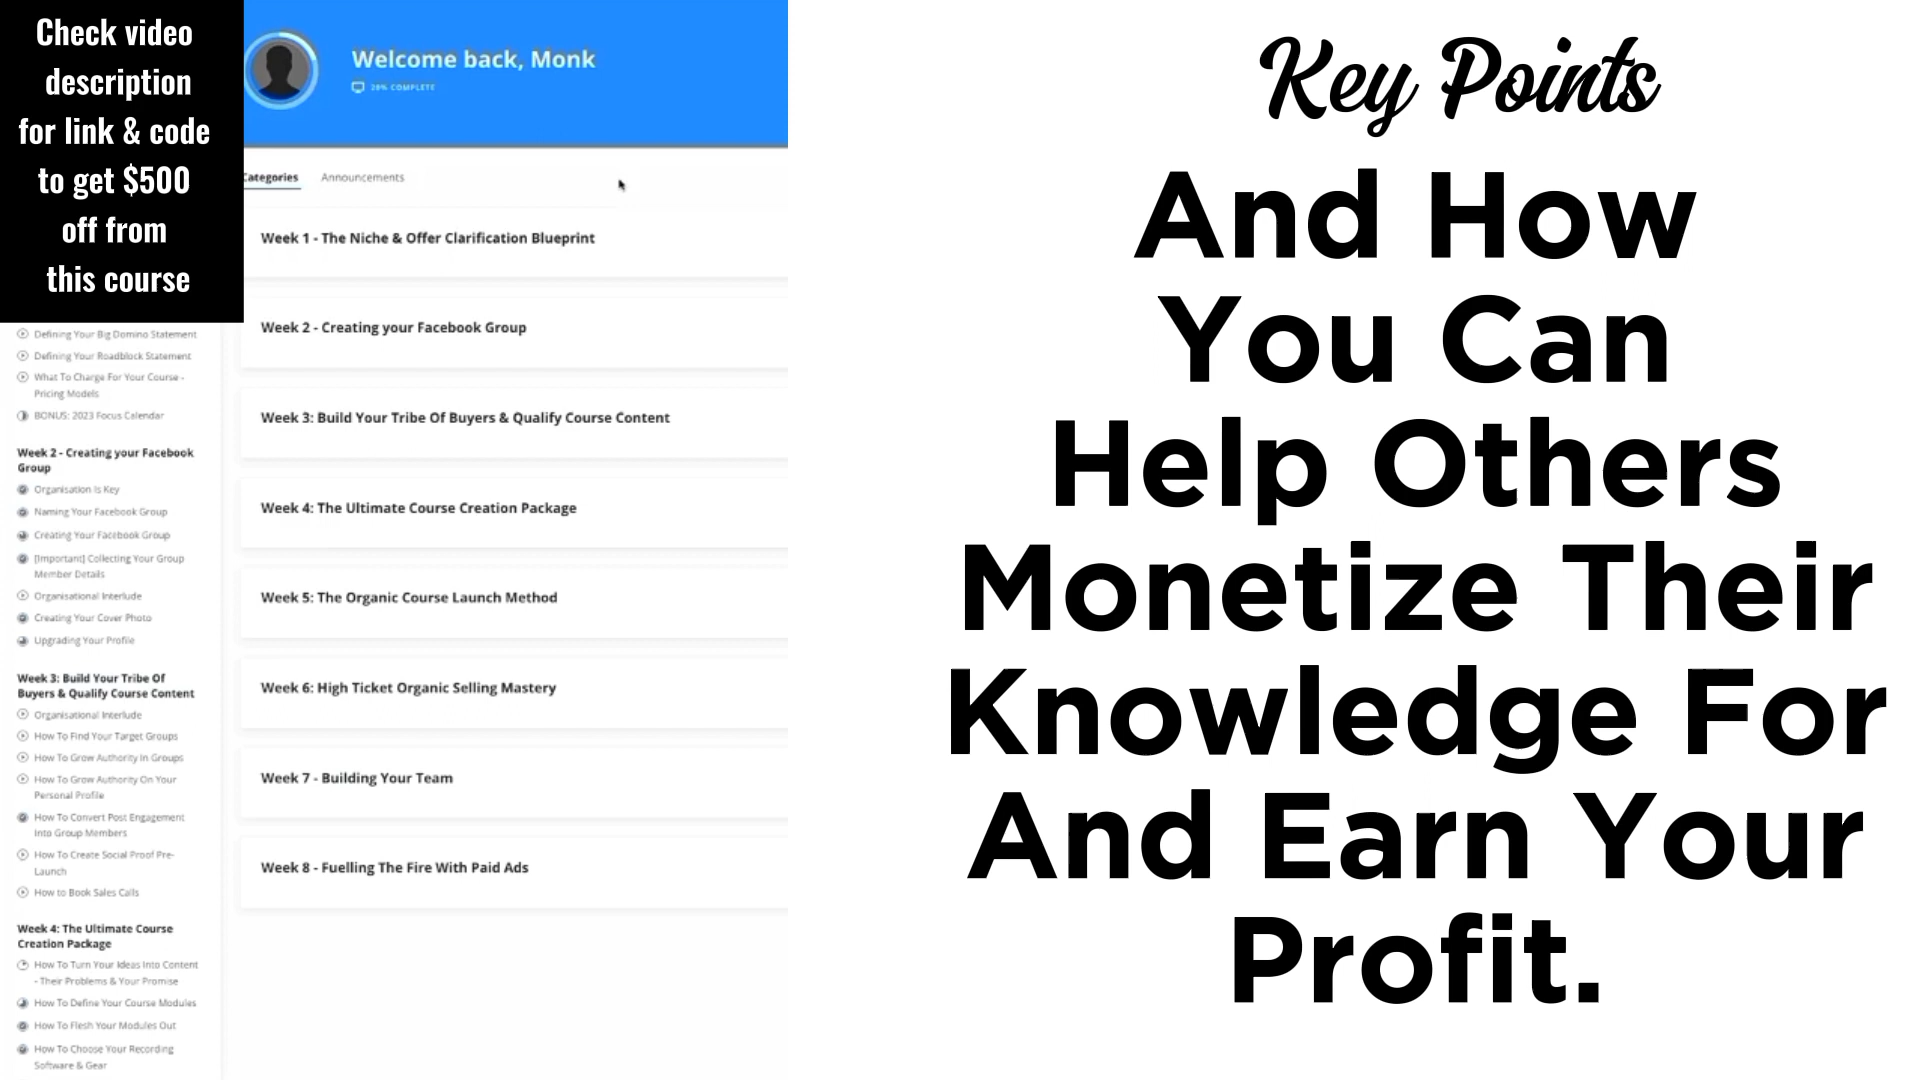 Check video
description
for link & code
to get $500
off from
this course
Defining Your Big Domino Statement
Defining Your Roadblock Statement
What To Charge For Your Course -
Pricing Models
BONUS: 2023 Focus Calendar
Week 2 - Creating your Facebook
Group
Organisation Is Key
Naming Your Facebook Group
Creating Your Facebook Group
[Important] Collecting Your Group
Member Details
Organisational Interlude
Creating Your Cover Photo
Upgrading Your Profile
Week 3: Build Your Tribe Of
Buyers & Qualify Course Content
Organisational Interlude
How To Find Your Target Groups
How To Grow Authority In Groups
How To Grow Authority On Your
Personal Profile
How To Convert Post Engagement
Into Group Members
How To Create Social Proof Pre-
Launch
How to Book Sales Calls
Week 4: The Ultimate Course
Creation Package
How To Turn Your Ideas Into Content
- Their Problems & Your Promise
How To Define Your Course Modules
How To Flesh Your Modules Out
How To Choose Your Recording
Software & Gear
Welcome back, Monk
COMPLETE
Categories Announcements
Week 1 - The Niche & Offer Clarification Blueprint
Week 2 - Creating your Facebook Group
Week 3: Build Your Tribe Of Buyers & Qualify Course Content
Week 4: The Ultimate Course Creation Package
Week 5: The Organic Course Launch Method
Week 6: High Ticket Organic Selling Mastery
Week 7 - Building Your Team
Week 8 - Fuelling The Fire With Paid Ads
Key Points
And How
You Can
Help Others
Monetize Their
Knowledge For
And Earn Your
Profit.